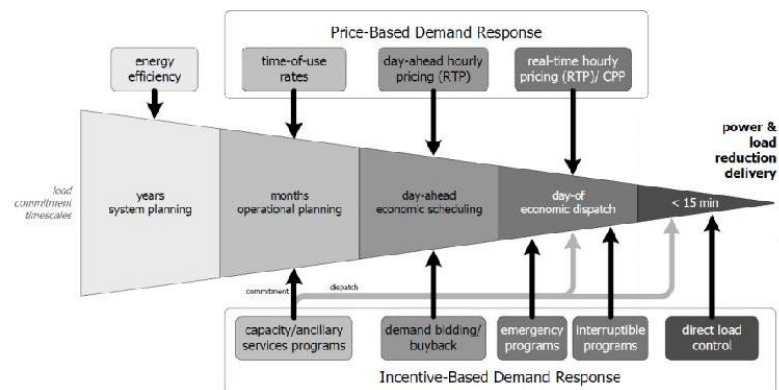 Price-Based Demand Response
energy
efficiency
time-of-use
rates
day-ahead hourly
pricing (RTP)
real-time hourly
pricing (RTP)/ CPP
power &
load
reduction
delivery
load
commitment
timescales
years
system planning
months
operational planning
day-ahead
economic scheduling
day-of
economic dispatch
< 15 min
commitment
dispatch
capacity/ancillary
services programs
demand bidding/
buyback
emergency
programs
interruptible
programs
direct load
control
Incentive-Based Demand Response